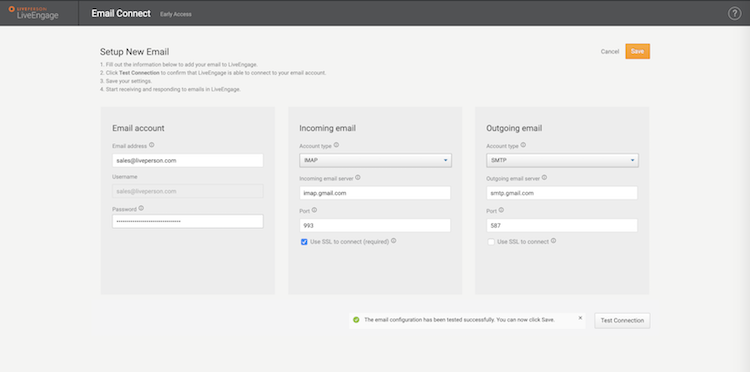 LIVEPERSON
LiveEngage
Email Connect
Early Access
?
Setup New Email
Cancel
Save
1. Fill out the information below to add your email to LiveEngage.
2. Click Test Connection to confirm that LiveEngage is able to connect to your email account.
3. Save your settings.
4. Start receiving and responding to emails in LiveEngage.
Email account
Email address
sales@liveperson.com
Username
sales@liveperson.com
Password
Incoming email
Account type
IMAP
Incoming email server
imap.gmail.com
Port
993
Use SSL to connect (required)
Outgoing email
Account type
SMTP
Outgoing email server
smtp.gmail.com
Port
587
Use SSL to connect
The email configuration has been tested successfully. You can now click Save.
Test Connection